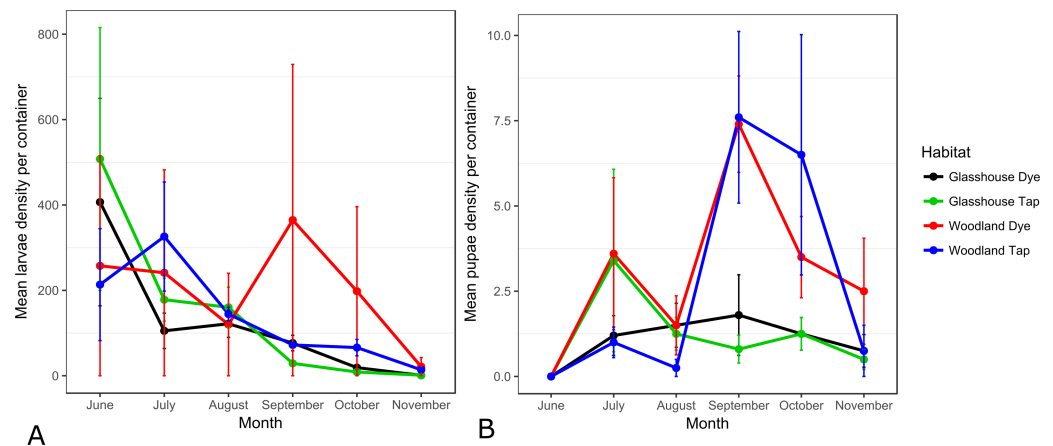 Mean larvae density per container
800
600
400
200
0
June July August September October November
Month
A
Mean pupae density per container
10.0
7.5
5.0
2.5
0.0
June July August September October November
Month
B
Habitat
Glasshouse Dye
Glasshouse Tap
Woodland Dye
Woodland Tap